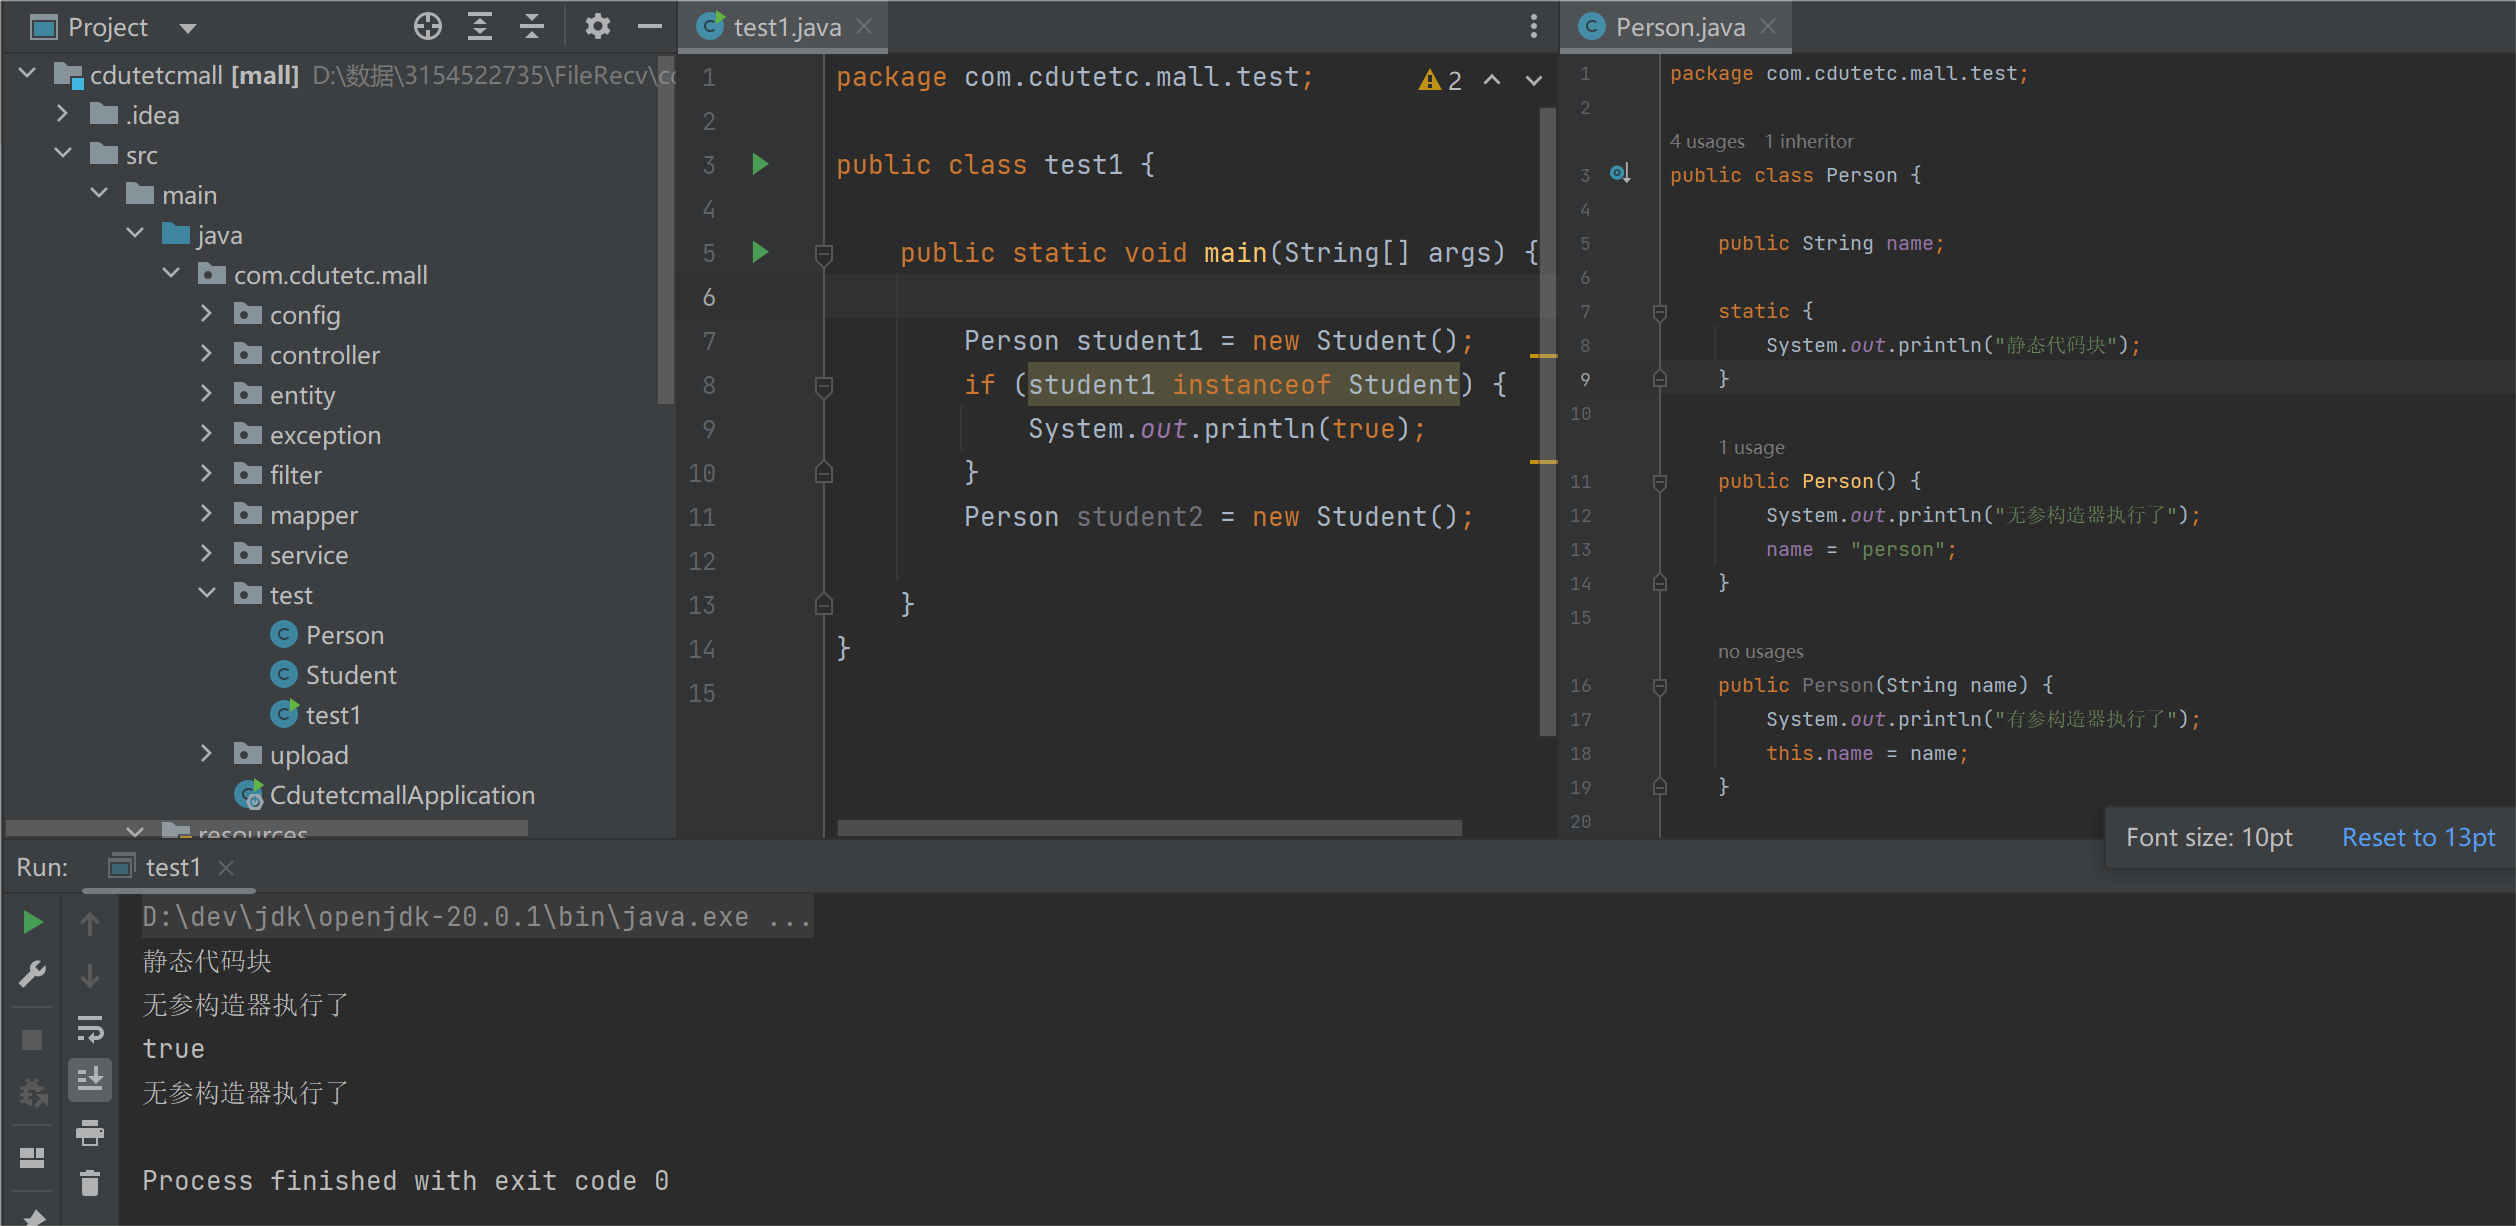 Project
cdutetcmall [mall] D:\数据\3154522735\FileRecv\c
.idea
src
main
java
com.cdutetc.mall
config
controller
entity
exception
filter
mapper
service
test
Person
Student
test1
upload
CdutetcmallApplication
resources
test1.java
2
1 package com.cdutetc.mall.test;
2
3 public class test1 {
4
5 public static void main(String[] args) {
6
7 Person student1 = new Student();
8 if (student1 instanceof Student) {
9 System.out.println(true);
10 }
11 Person student2 = new Student();
12
13 }
14 }
15
Person.java
1 package com.cdutetc.mall.test;
2
4 usages 1 inheritor
3 public class Person {
4
5 public String name;
6
7 static {
8 System.out.println("静态代码块");
9 }
10
1 usage
11 public Person() {
12 System.out.println("无参构造器执行了");
13 name = "person";
14 }
15
no usages
16 public Person(String name) {
17 System.out.println("有参构造器执行了");
18 this.name = name;
19 }
20
Font size: 10pt Reset to 13pt
Run: test1
D:\dev\jdk\openjdk-20.0.1\bin\java.exe ...
静态代码块
无参构造器执行了
true
无参构造器执行了
Process finished with exit code 0